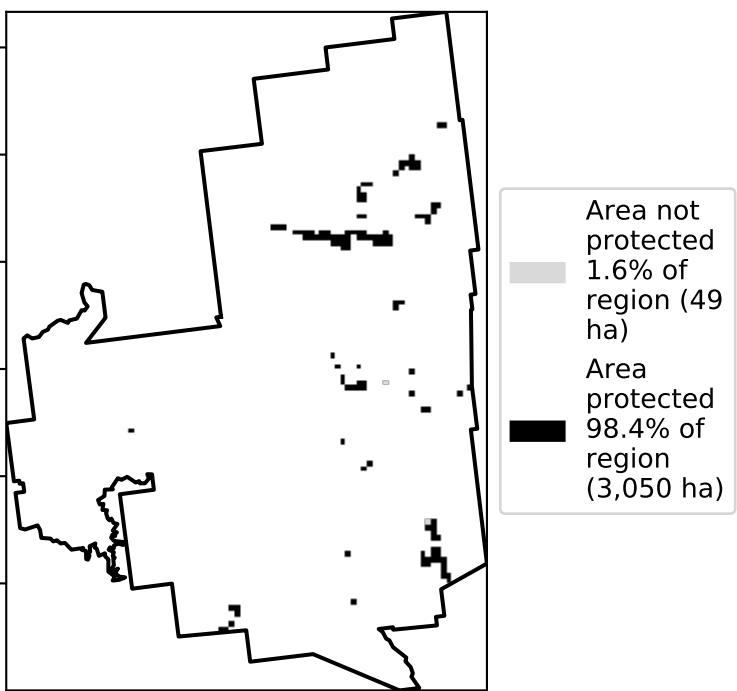 Area not
protected
1.6% of
region (49
ha)
Area
protected
98.4% of
region
(3,050 ha)